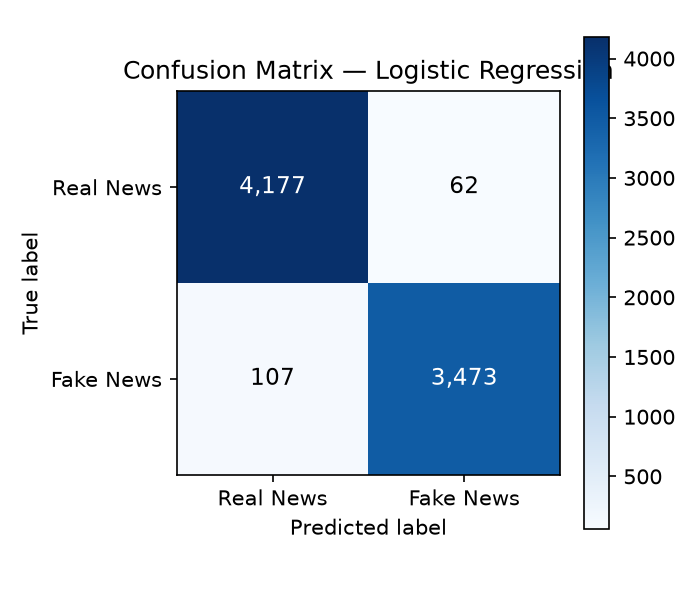 Confusion Matrix — Logistic Regression
4000
3500
3000
2500
2000
1500
1000
500
True label
Real News
4,177
62
Fake News
107
3,473
Real News
Fake News
Predicted label